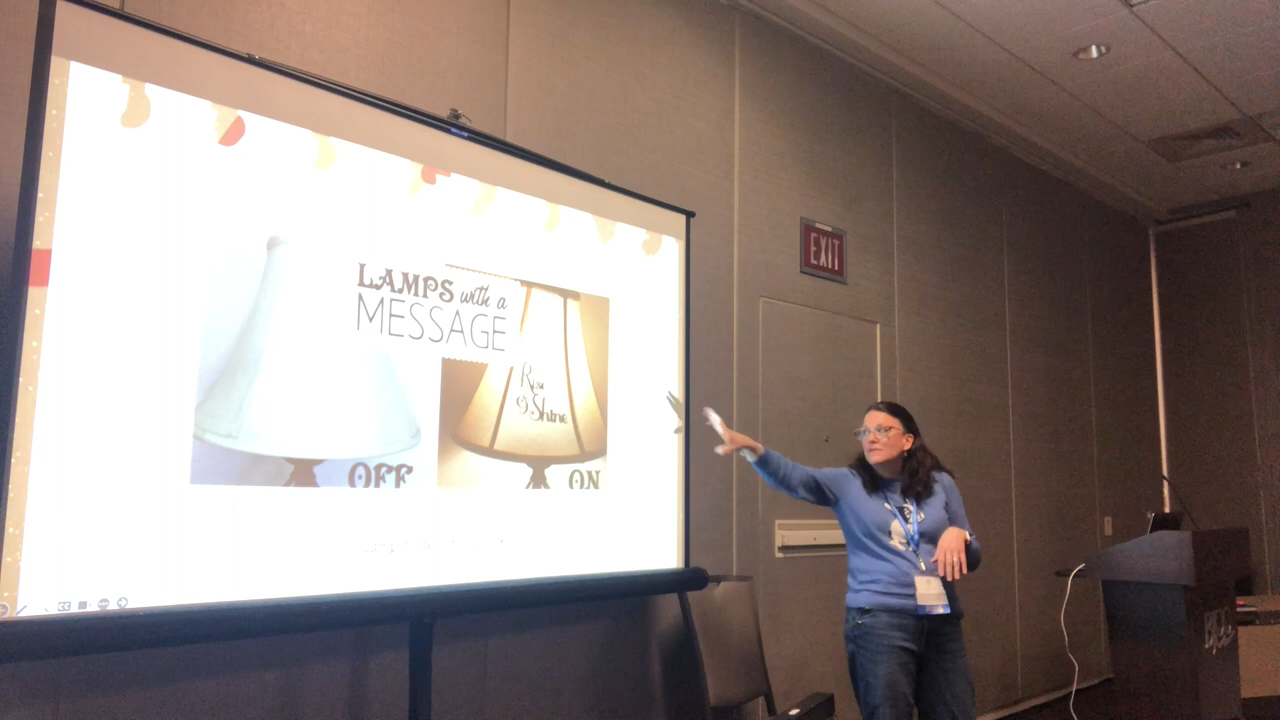 LAMPS with a
MESSAGE
Rise
& Shine
OFF
ON
EXIT